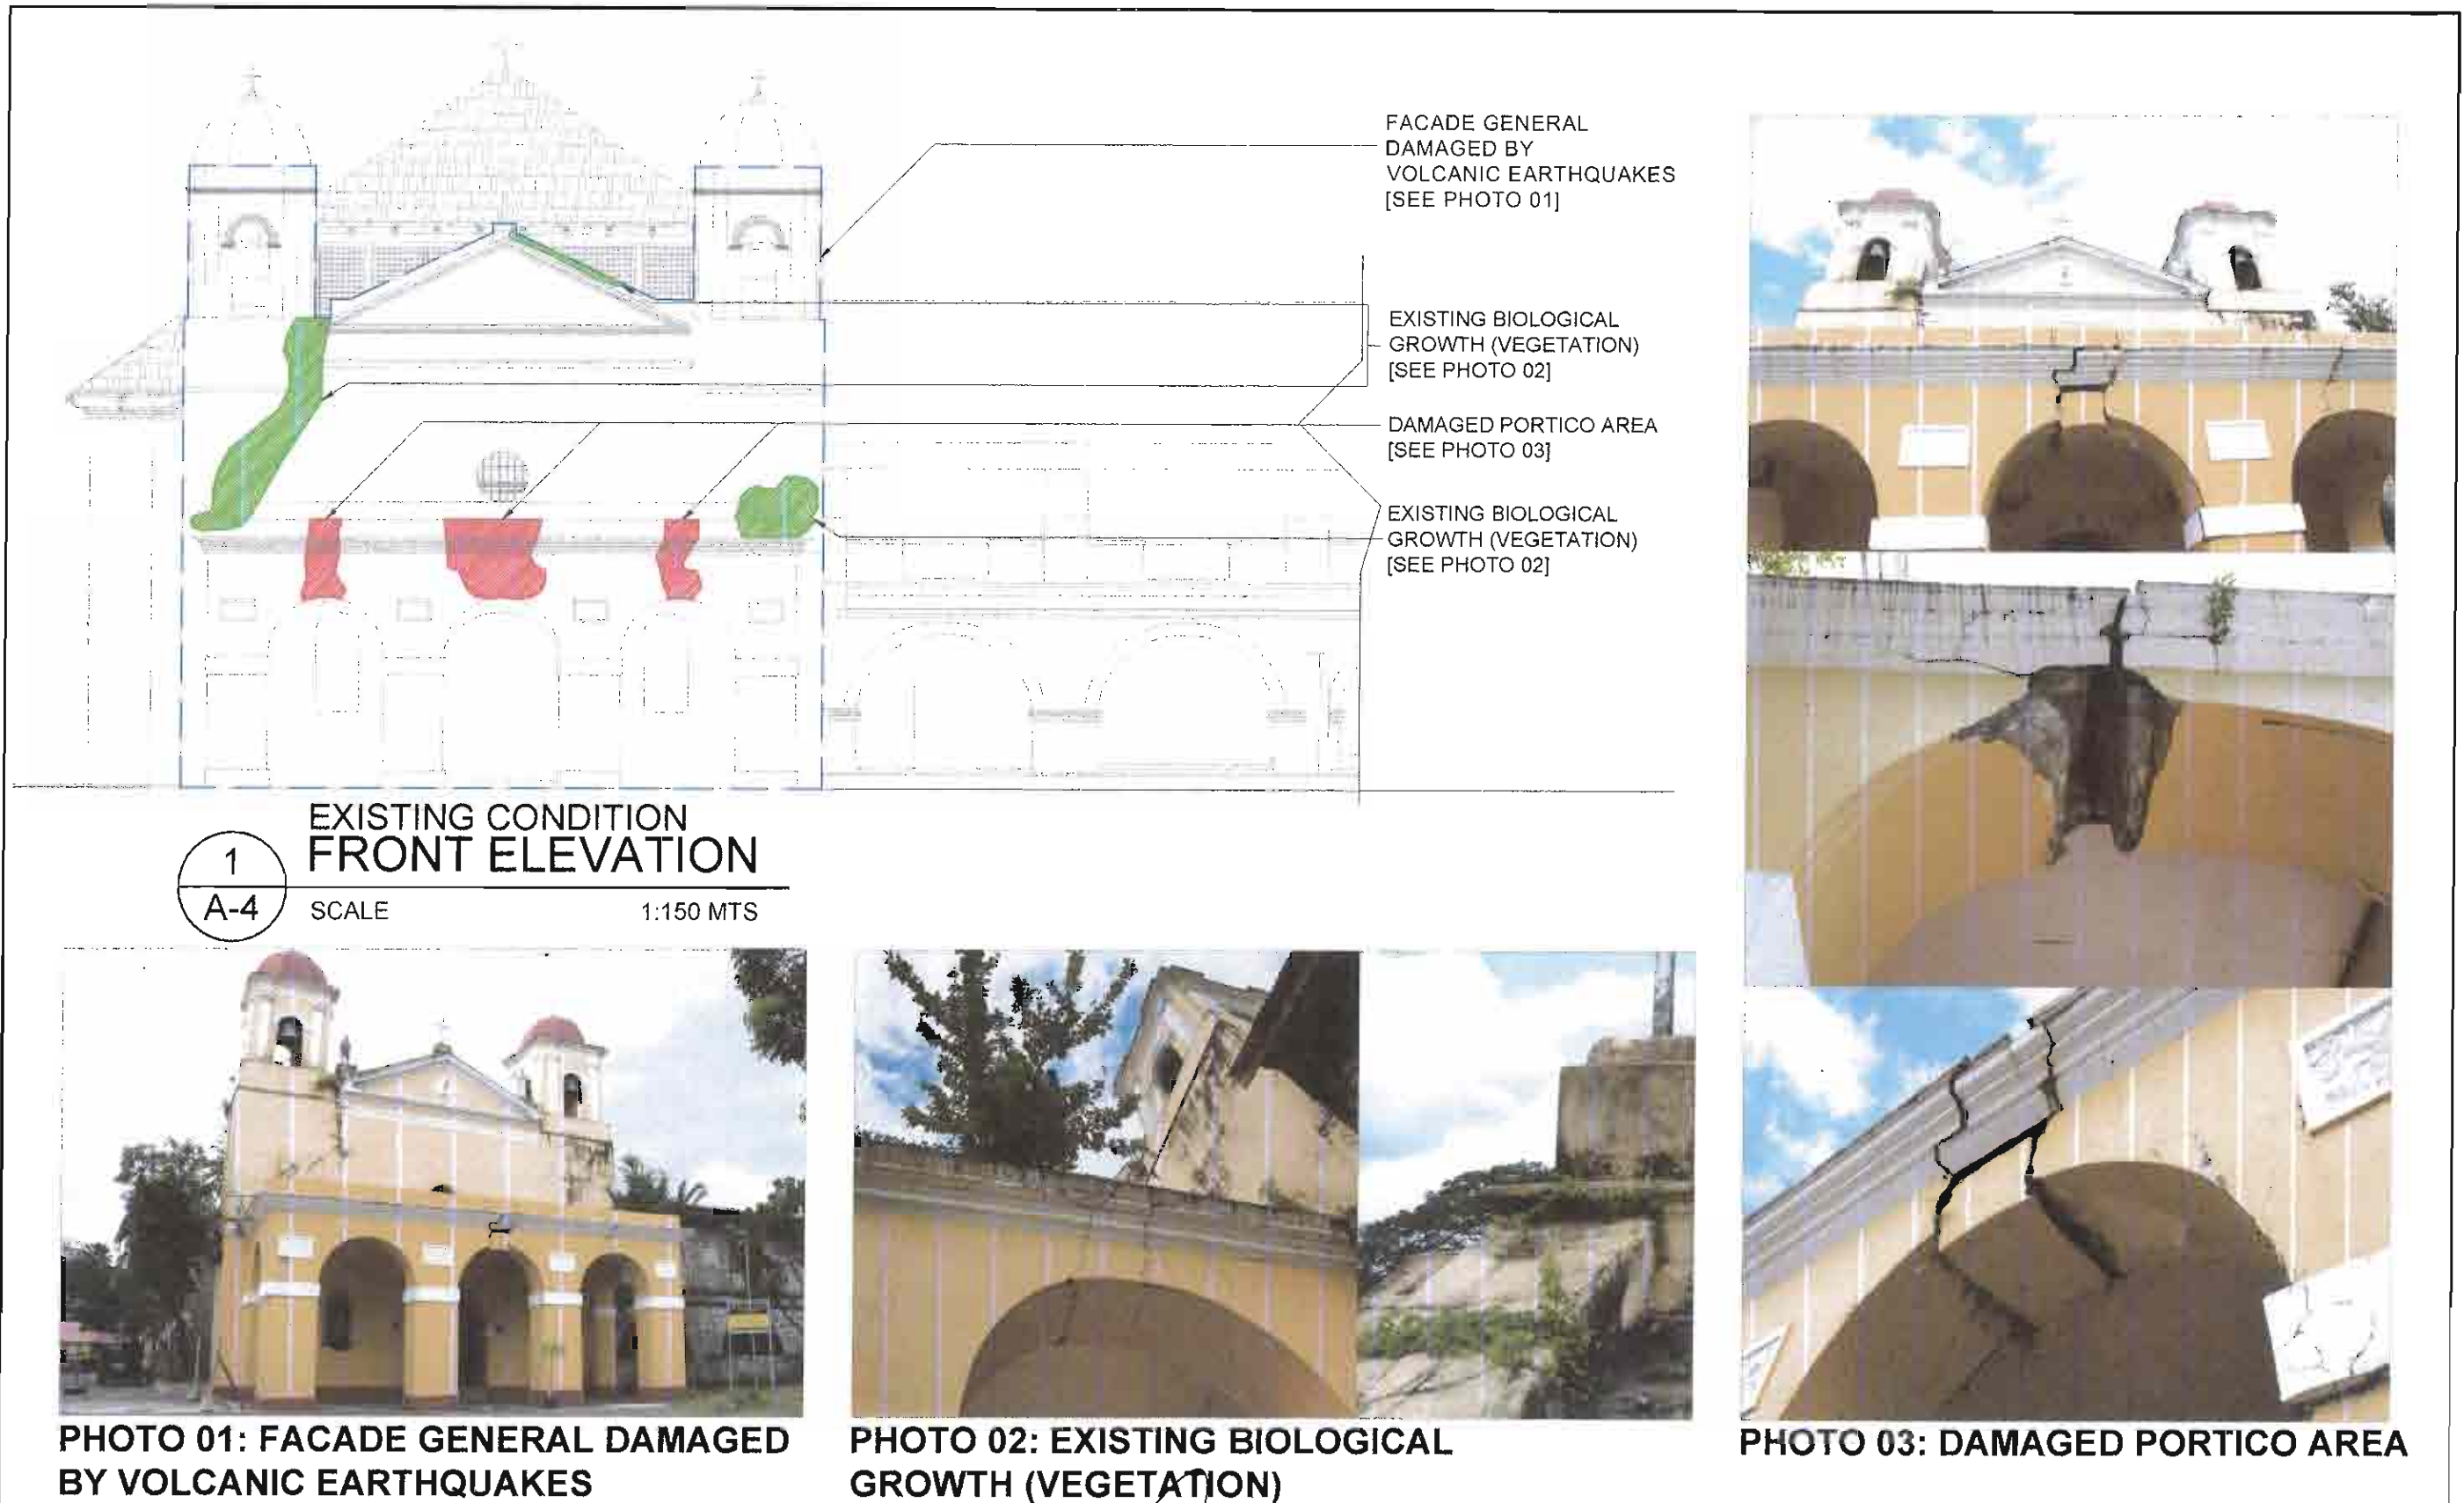 FACADE GENERAL
DAMAGED BY
VOLCANIC EARTHQUAKES
[SEE PHOTO 01]
EXISTING BIOLOGICAL
GROWTH (VEGETATION)
[SEE PHOTO 02]
DAMAGED PORTICO AREA
[SEE PHOTO 03]
EXISTING BIOLOGICAL
GROWTH (VEGETATION)
[SEE PHOTO 02]
1
A-4
EXISTING CONDITION
FRONT ELEVATION
SCALE 1:150 MTS
PHOTO 01: FACADE GENERAL DAMAGED
BY VOLCANIC EARTHQUAKES
PHOTO 02: EXISTING BIOLOGICAL
GROWTH (VEGETATION)
PHOTO 03: DAMAGED PORTICO AREA